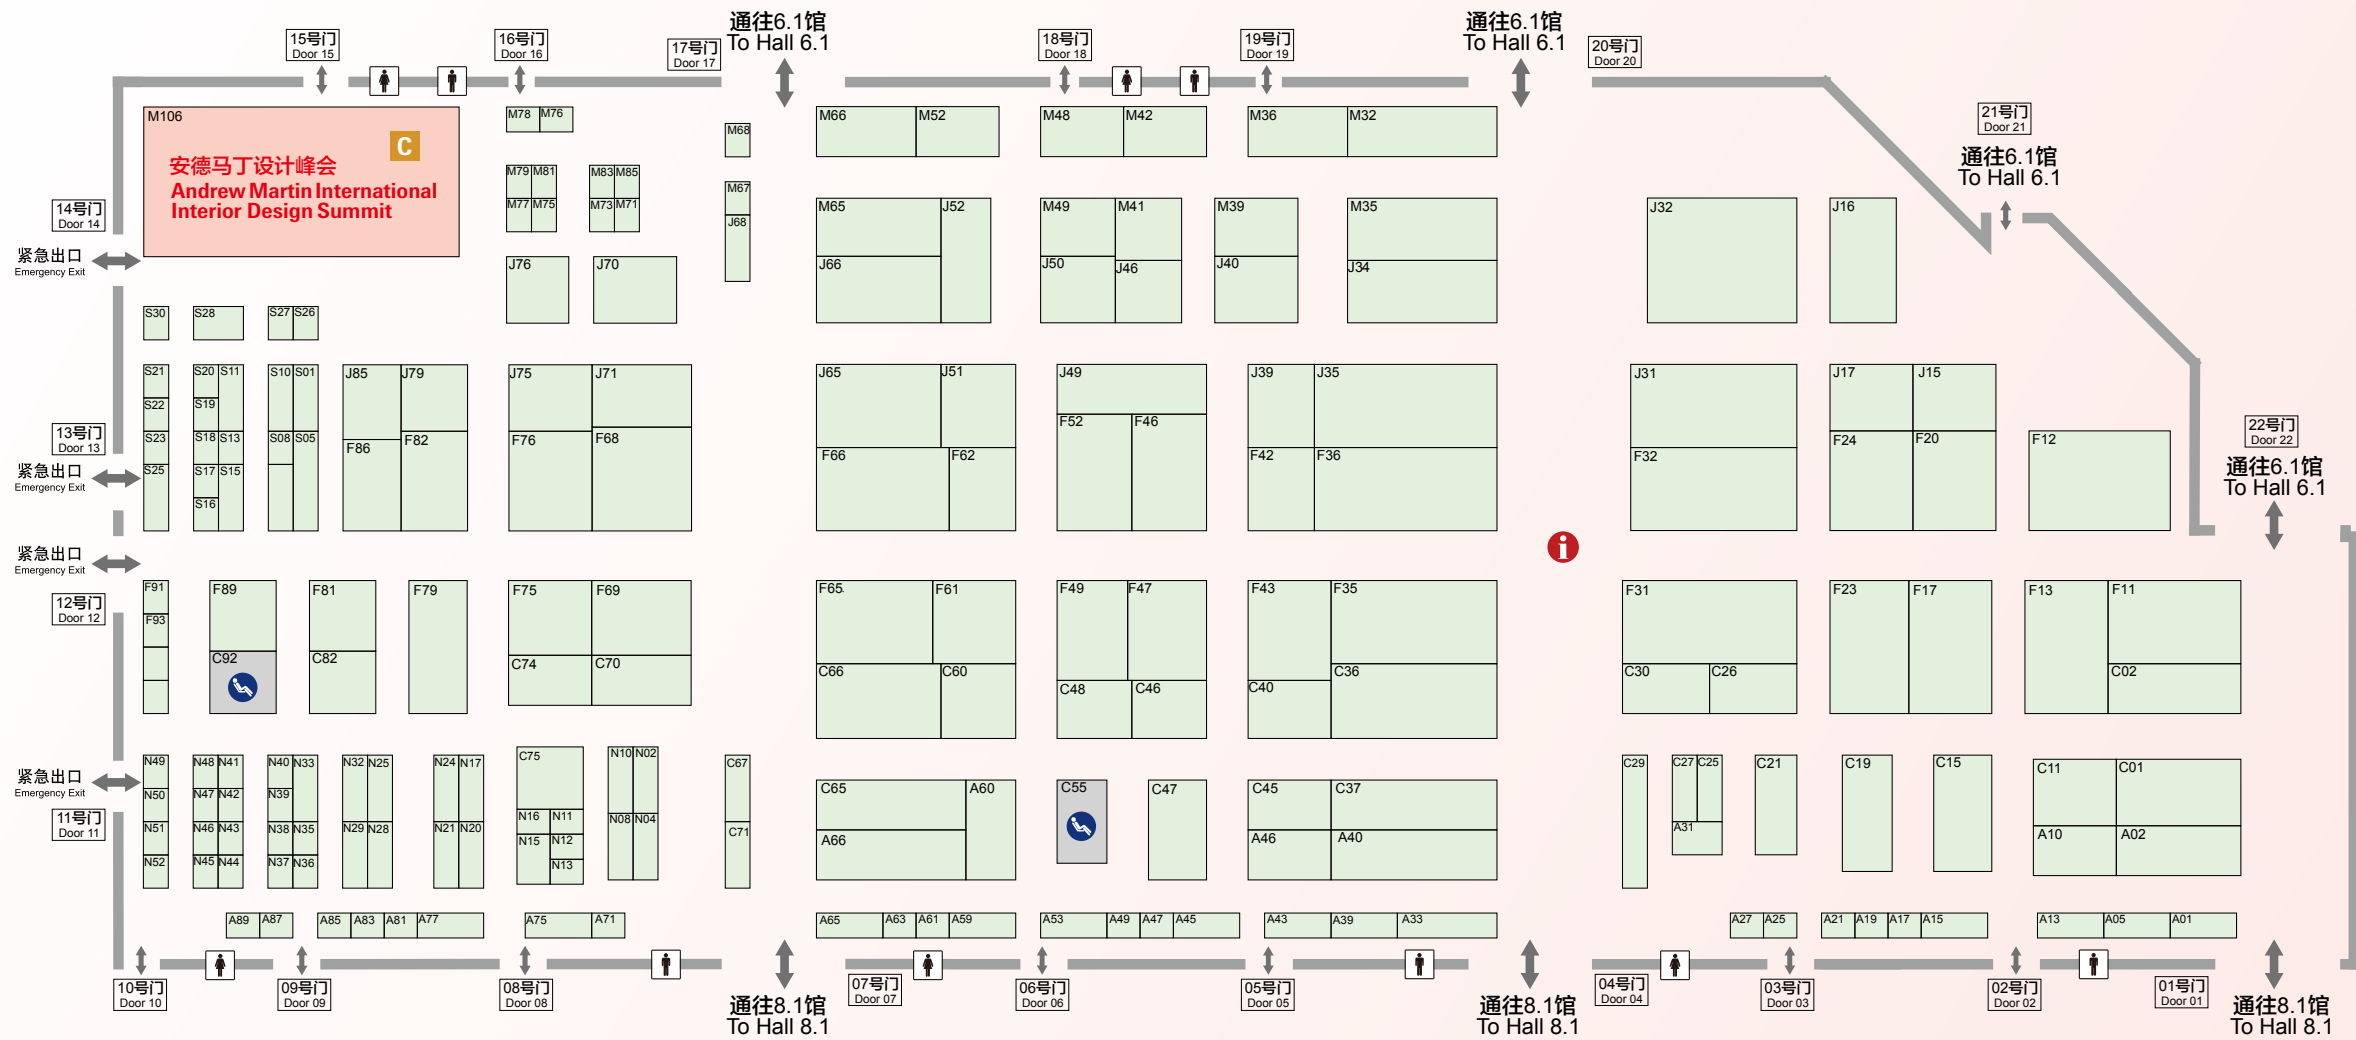 通往6.1馆
To Hall 6.1
通往6.1馆
To Hall 6.1
15号门
Door 15
16号门
Door 16
17号门
Door 17
18号门
Door 18
19号门
Door 19
20号门
Door 20
21号门
Door 21
通往6.1馆
To Hall 6.1
M106
C
安德马丁设计峰会
Andrew Martin International
Interior Design Summit
M78 M76
M68
M66 M52
M48 M42
M36 M32
M79 M81
M83 M85
M77 M75
M73 M71
M67
J68
14号门
Door 14
紧急出口
Emergency Exit
M65 J52
M49 M41
M39
M35
J32
J16
J76
J70
J66
J50 J46
J40
J34
S30
S28
S27 S26
S21
S20 S11
S10 S01
J85 J79
J75 J71
J65 J51
J49
J39 J35
J31
J17 J15
S22
S19
13号门
Door 13
紧急出口
Emergency Exit
S23
S18 S13
S08 S05
F86 F82
F76 F68
F66 F62
F52 F46
F42 F36
F32
F24 F20
F12
22号门
Door 22
通往6.1馆
To Hall 6.1
S25
S17 S15
S16
紧急出口
Emergency Exit
12号门
Door 12
F91
F89
F81
F79
F75 F69
F65 F61
F49 F47
F43 F35
F31
F23 F17
F13 F11
F93
C92
C82
C74 C70
C66 C60
C48 C46
C40 C36
C30 C26
C02
紧急出口
Emergency Exit
11号门
Door 11
N49
N48 N41
N40 N33
N32 N25
N24 N17
C75
N10 N02
C67
C65 A60
C55
C47
C45 C37
C29
C27 C25
C21
C19
C15
C11 C01
N50
N47 N42
N39
N16 N11
N51
N46 N43
N38 N35
N29 N28
N21 N20
N15 N12
N08 N04
C71
A66
A46 A40
A31
A10 A02
N52
N45 N44
N37 N36
N13
A89 A87
A85 A83 A81 A77
A75 A71
A65 A63 A61 A59
A53 A49 A47 A45
A43 A39 A33
A27 A25
A21 A19 A17 A15
A13 A05 A01
10号门
Door 10
09号门
Door 09
08号门
Door 08
通往8.1馆
To Hall 8.1
07号门
Door 07
06号门
Door 06
05号门
Door 05
通往8.1馆
To Hall 8.1
04号门
Door 04
03号门
Door 03
02号门
Door 02
01号门
Door 01
通往8.1馆
To Hall 8.1